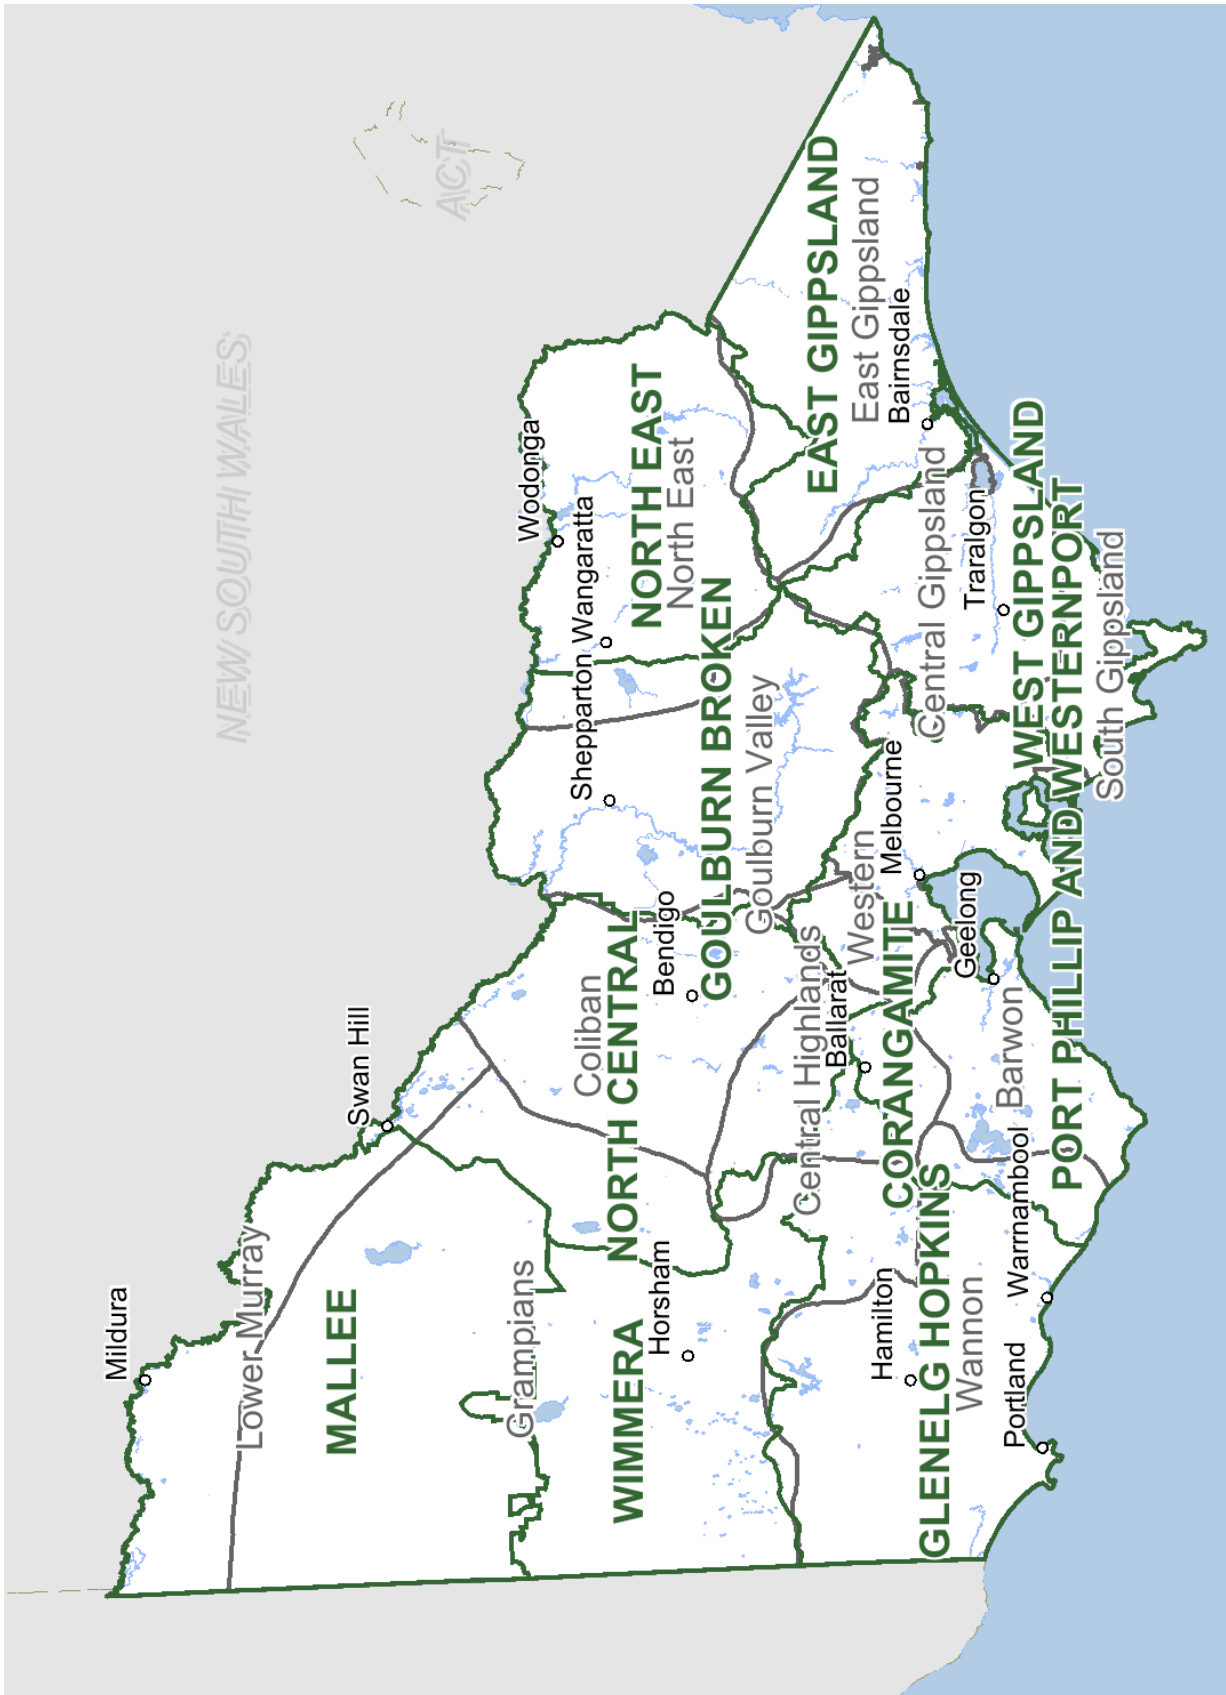 Mildura
Lower Murray
NEW SOUTH WALES
MALLEE
Swan Hill
ACT
Grampians
Wodonga
Coliban
Shepparton
Wangaratta
WIMMERA
NORTH CENTRAL
NORTH EAST
Horsham
Bendigo
North East
GOULBURN BROKEN
Goulburn Valley
Central Highlands
EAST GIPPSLAND
Ballarat
Western
East Gippsland
Hamilton
CORANGAMITE
Melbourne
Bairnsdale
GLENELG HOPKINS
Central Gippsland
Wannon
Geelong
Traralgon
Portland
Warrnambool
Barwon
PORT PHILLIP AND WESTERNPORT
WEST GIPPSLAND
South Gippsland